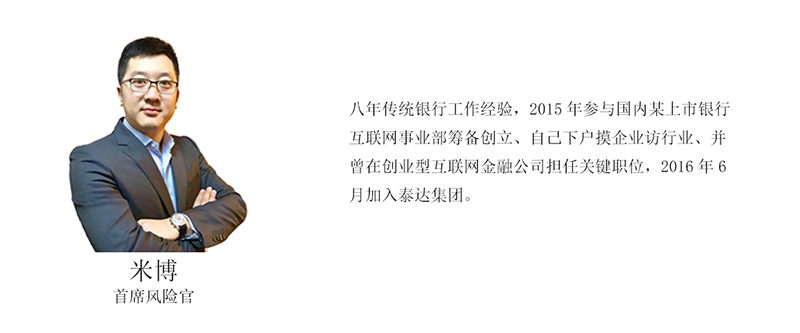 八年传统银行工作经验，2015 年参与国内某上市银行
互联网事业部筹备创立、自己下户摸企业访行业、并
曾在创业型互联网金融公司担任关键职位，2016 年 6
月加入泰达集团。
米博
首席风险官